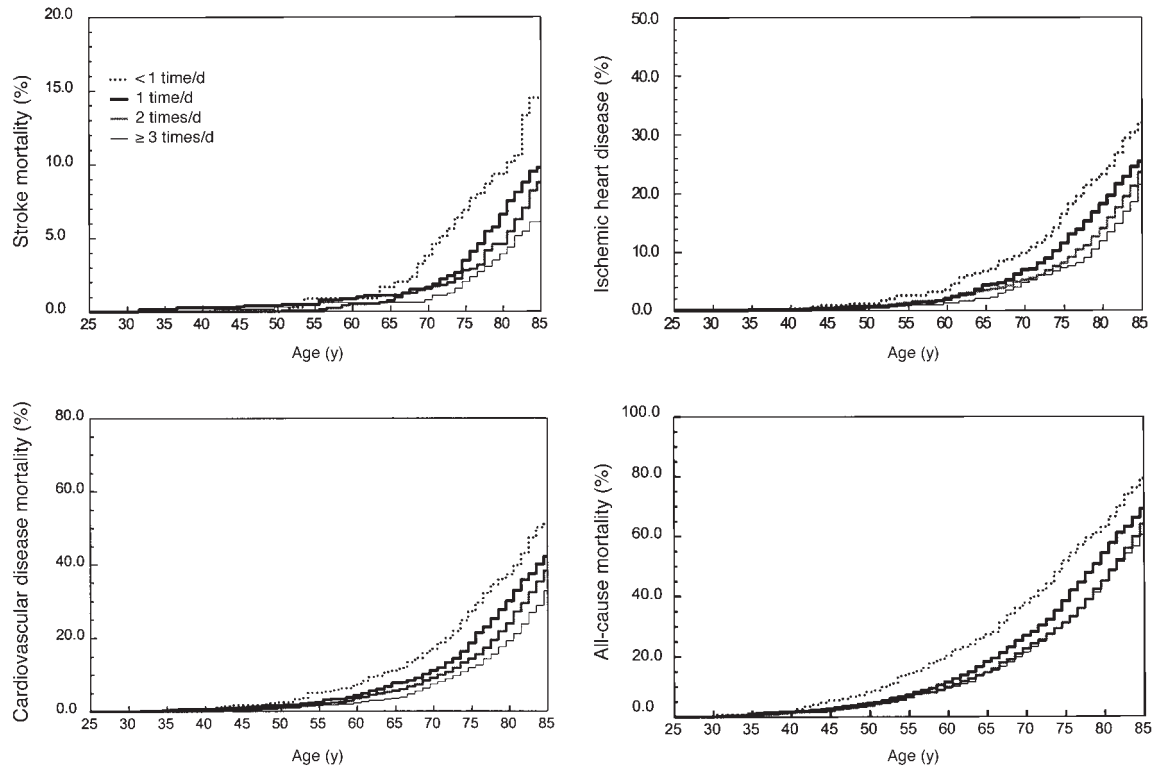 Stroke mortality (%)
20.0
15.0
10.0
5.0
0.0
< 1 time/d
1 time/d
2 times/d
≥ 3 times/d
25 30 35 40 45 50 55 60 65 70 75 80 85
Age (y)
Ischemic heart disease (%)
50.0
40.0
30.0
20.0
10.0
0.0
25 30 35 40 45 50 55 60 65 70 75 80 85
Age (y)
Cardiovascular disease mortality (%)
80.0
60.0
40.0
20.0
0.0
25 30 35 40 45 50 55 60 65 70 75 80 85
Age (y)
All-cause mortality (%)
100.0
80.0
60.0
40.0
20.0
0.0
25 30 35 40 45 50 55 60 65 70 75 80 85
Age (y)